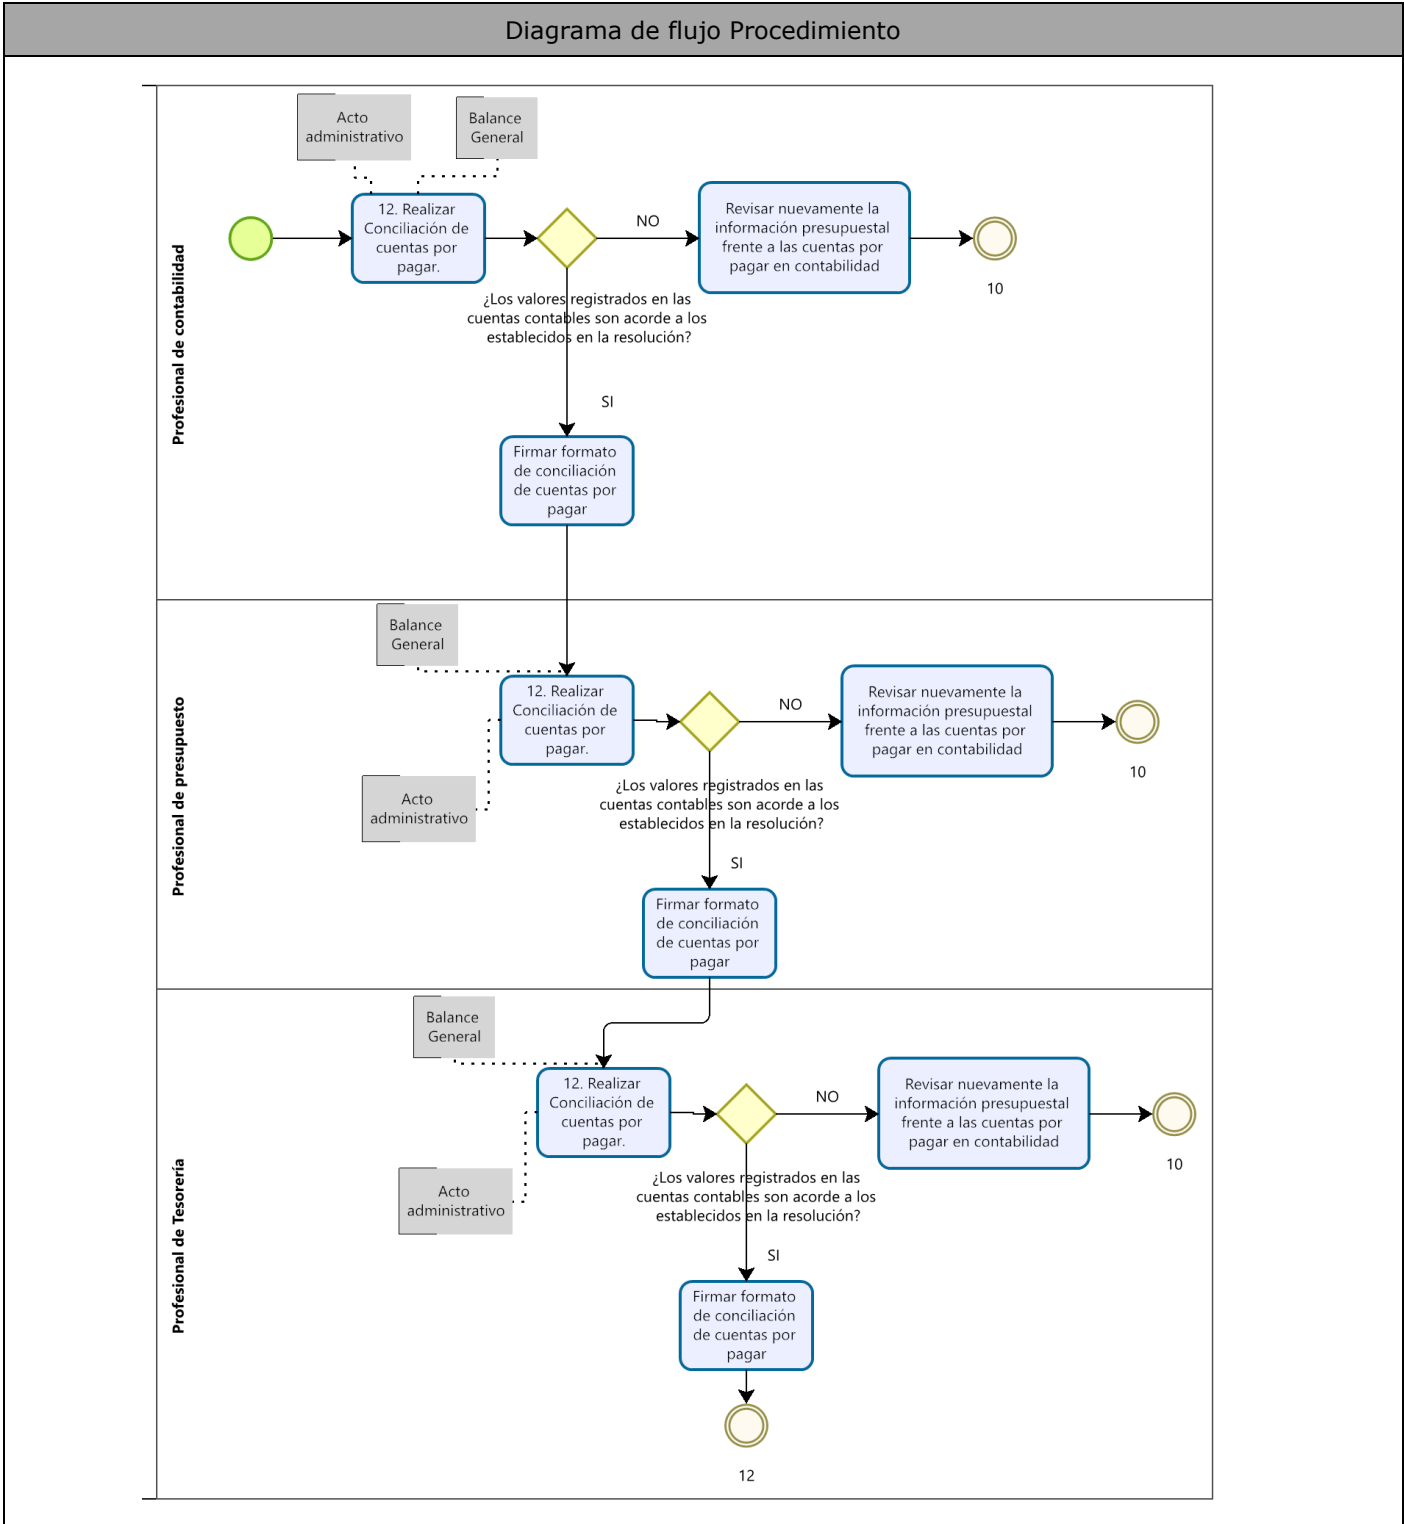 Diagrama de flujo Procedimiento
Profesional de contabilidad
Acto
administrativo
Balance
General
12. Realizar
Conciliación de
cuentas por
pagar.
NO
Revisar nuevamente la
información presupuestal
frente a las cuentas por
pagar en contabilidad
10
¿Los valores registrados en las
cuentas contables son acorde a los
establecidos en la resolución?
SI
Firmar formato
de conciliación
de cuentas por
pagar
Profesional de presupuesto
Balance
General
12. Realizar
Conciliación de
cuentas por
pagar.
NO
Revisar nuevamente la
información presupuestal
frente a las cuentas por
pagar en contabilidad
10
Acto
administrativo
¿Los valores registrados en las
cuentas contables son acorde a los
establecidos en la resolución?
SI
Firmar formato
de conciliación
de cuentas por
pagar
Profesional de Tesorería
Balance
General
12. Realizar
Conciliación de
cuentas por
pagar.
NO
Revisar nuevamente la
información presupuestal
frente a las cuentas por
pagar en contabilidad
10
Acto
administrativo
¿Los valores registrados en las
cuentas contables son acorde a los
establecidos en la resolución?
SI
Firmar formato
de conciliación
de cuentas por
pagar
12